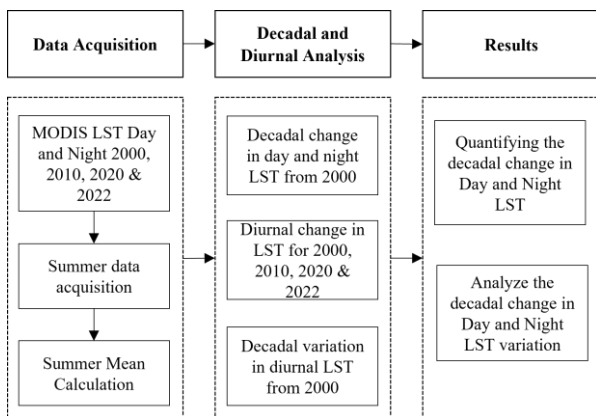 Data Acquisition
Decadal and
Diurnal Analysis
Results
MODIS LST Day
and Night 2000,
2010, 2020 &
2022
Summer data
acquisition
Summer Mean
Calculation
Decadal change
in day and night
LST from 2000
Diurnal change in
LST for 2000,
2010, 2020 &
2022
Decadal variation
in diurnal LST
from 2000
Quantifying the
decadal change in
Day and Night
LST
Analyze the
decadal change in
Day and Night
LST variation